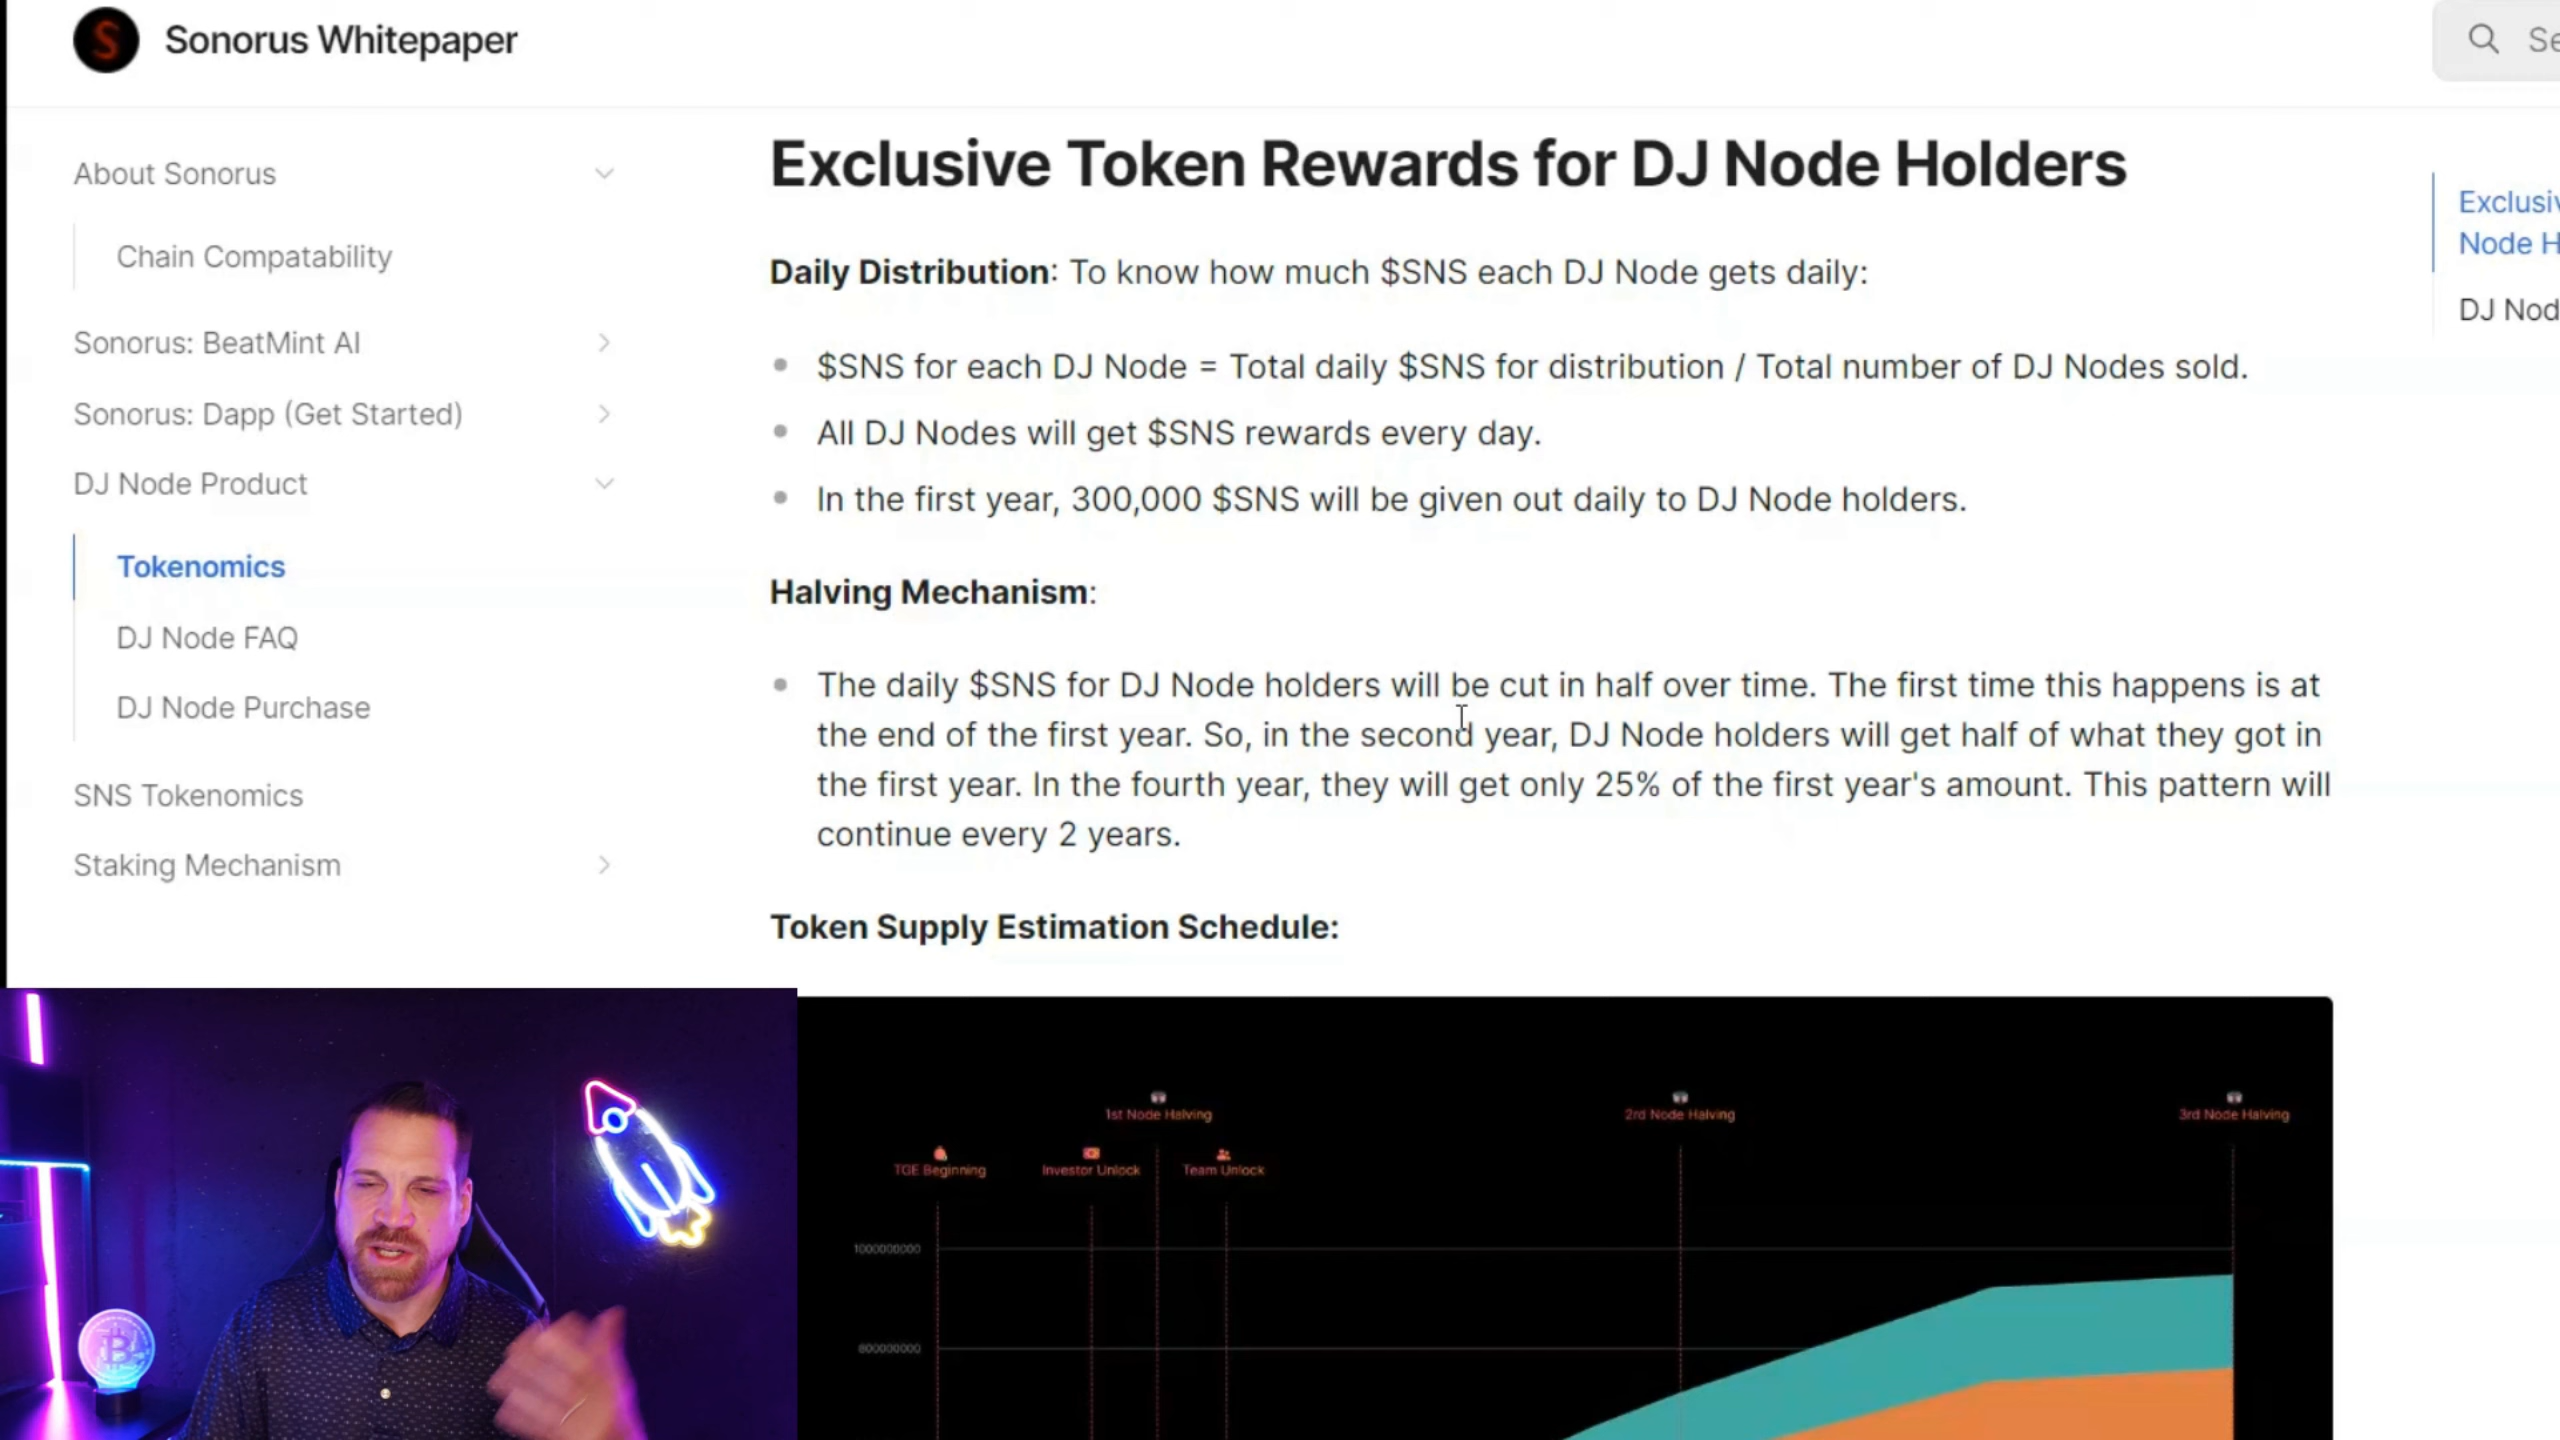 Sonorus Whitepaper
Se
About Sonorus
Chain Compatability
Sonorus: BeatMint AI
Sonorus: Dapp (Get Started)
DJ Node Product
Tokenomics
DJ Node FAQ
DJ Node Purchase
SNS Tokenomics
Staking Mechanism
Exclusive Token Rewards for DJ Node Holders
Daily Distribution: To know how much $SNS each DJ Node gets daily:
$SNS for each DJ Node = Total daily $SNS for distribution / Total number of DJ Nodes sold.
All DJ Nodes will get $SNS rewards every day.
In the first year, 300,000 $SNS will be given out daily to DJ Node holders.
Halving Mechanism:
The daily $SNS for DJ Node holders will be cut in half over time. The first time this happens is at
the end of the first year. So, in the second year, DJ Node holders will get half of what they got in
the first year. In the fourth year, they will get only 25% of the first year's amount. This pattern will
continue every 2 years.
Token Supply Estimation Schedule:
1st Node Halving
2rd Node Halving
3rd Node Halving
TGE Beginning
Investor Unlock
Team Unlock
1000000000
800000000
Exclusiv
Node H
DJ Nod